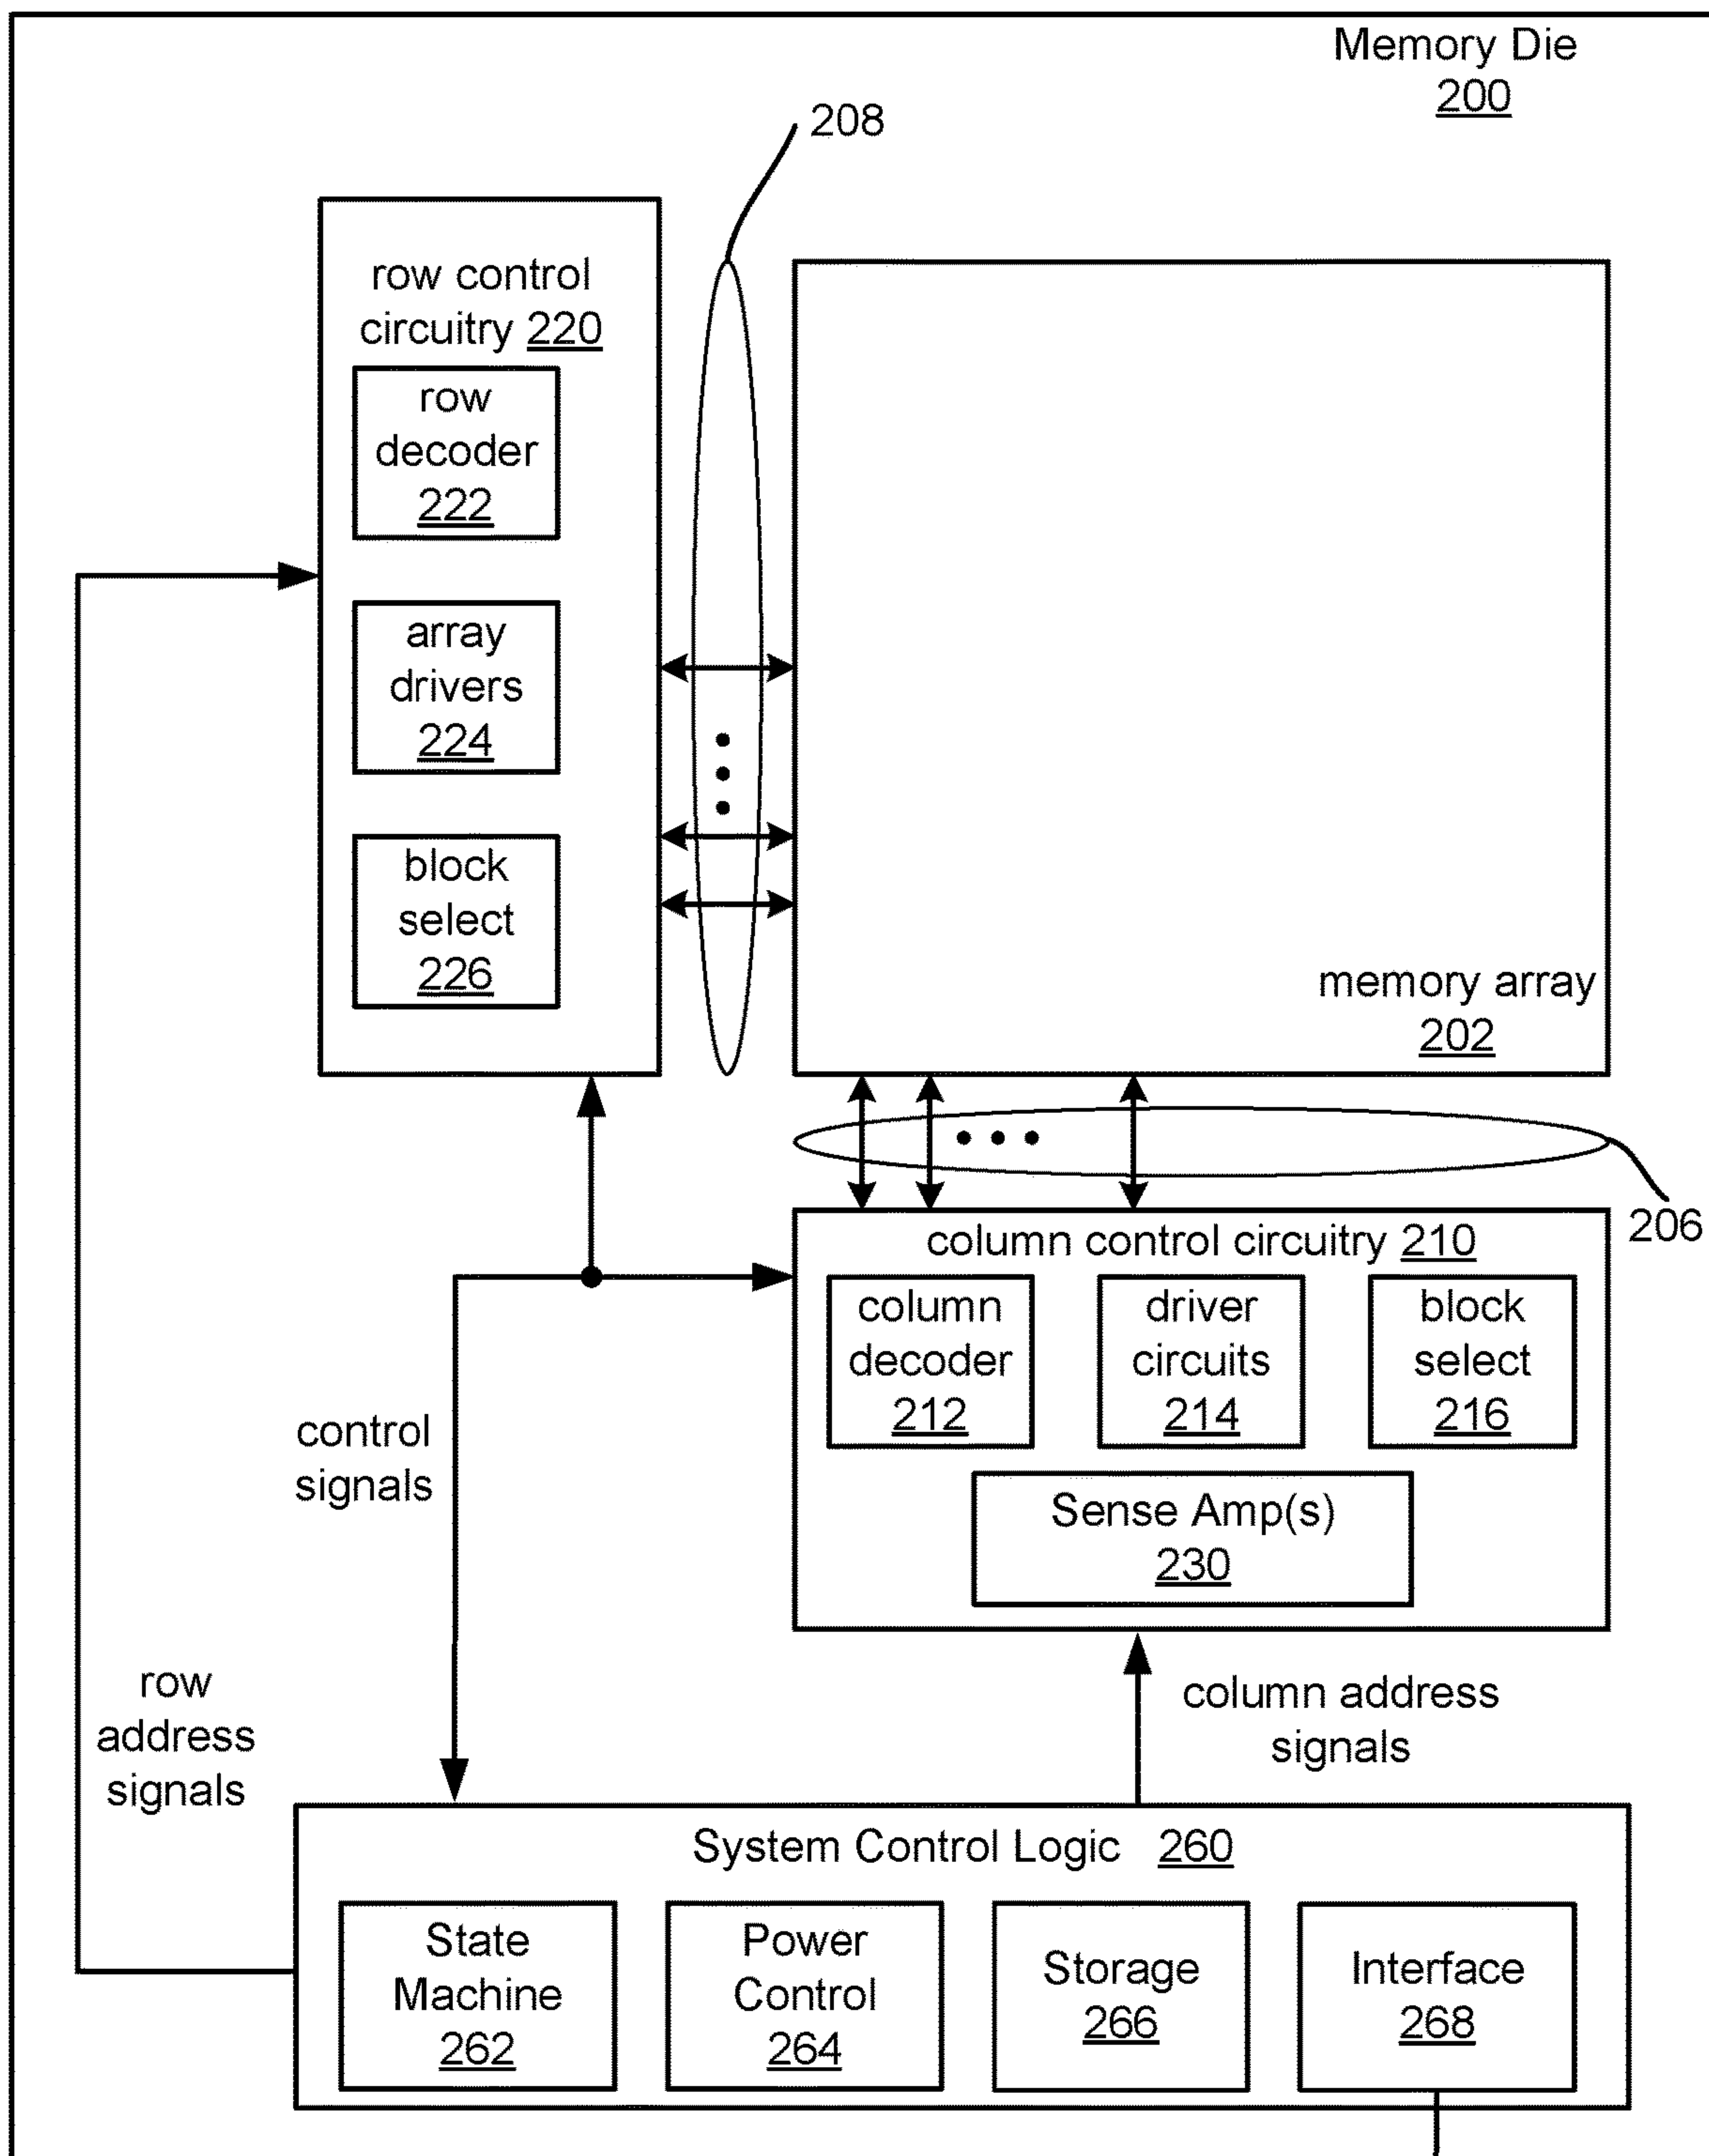 Memory Die
200
208
row control
circuitry 220
row
decoder
222
array
drivers
224
block
select
226
memory array
202
206
column control circuitry 210
column
decoder
212
driver
circuits
214
block
select
216
Sense Amp(s)
230
control
signals
row
address
signals
column address
signals
System Control Logic 260
State
Machine
262
Power
Control
264
Storage
266
Interface
268